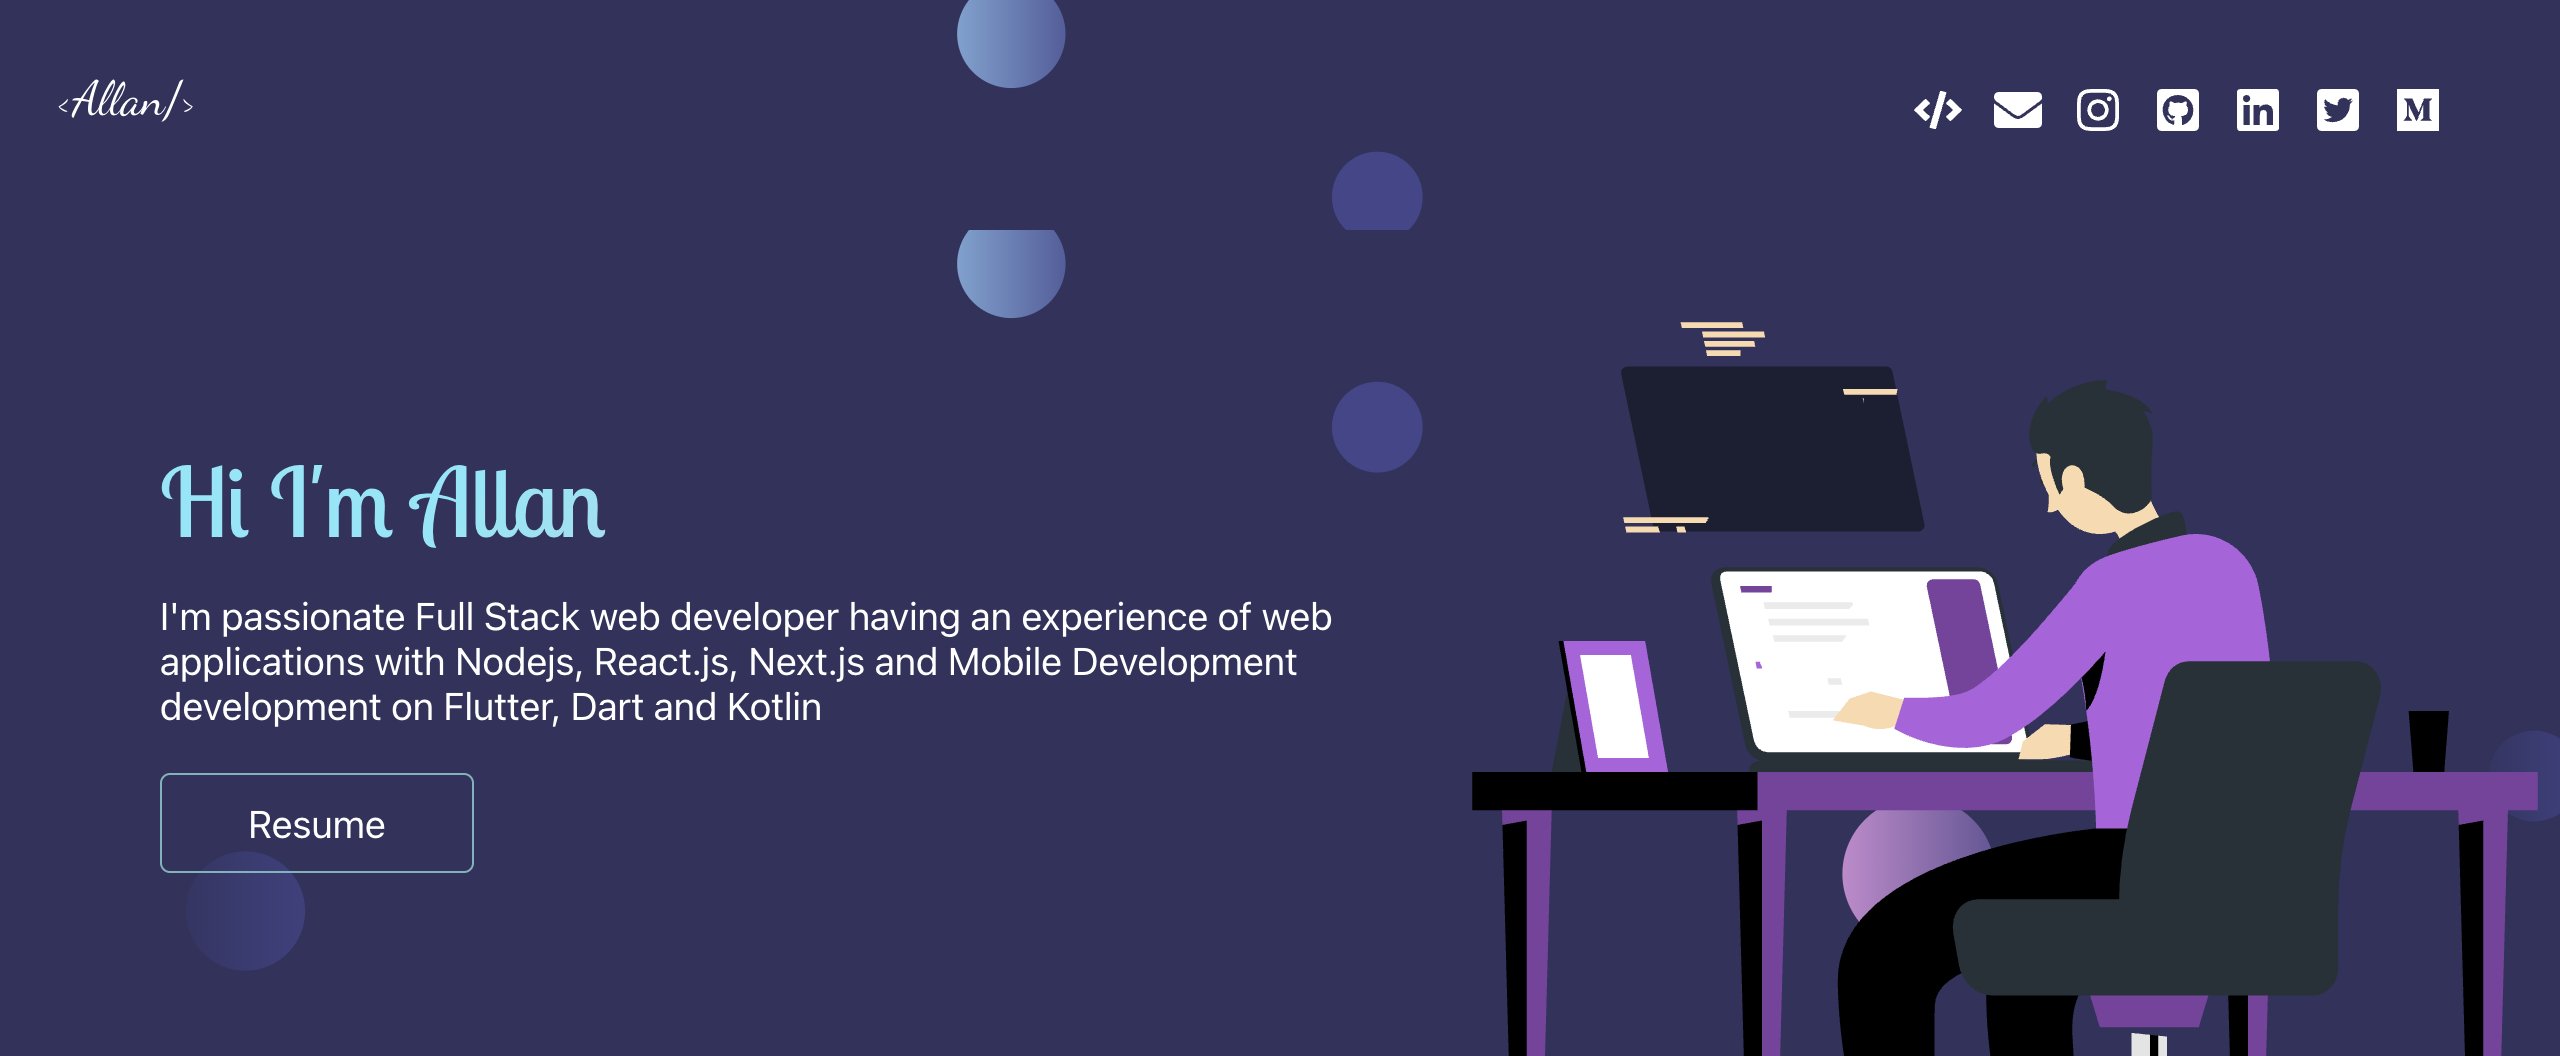 <Allan/>
Hi I'm Allan
I'm passionate Full Stack web developer having an experience of web
applications with Nodejs, React.js, Next.js and Mobile Development
development on Flutter, Dart and Kotlin
Resume